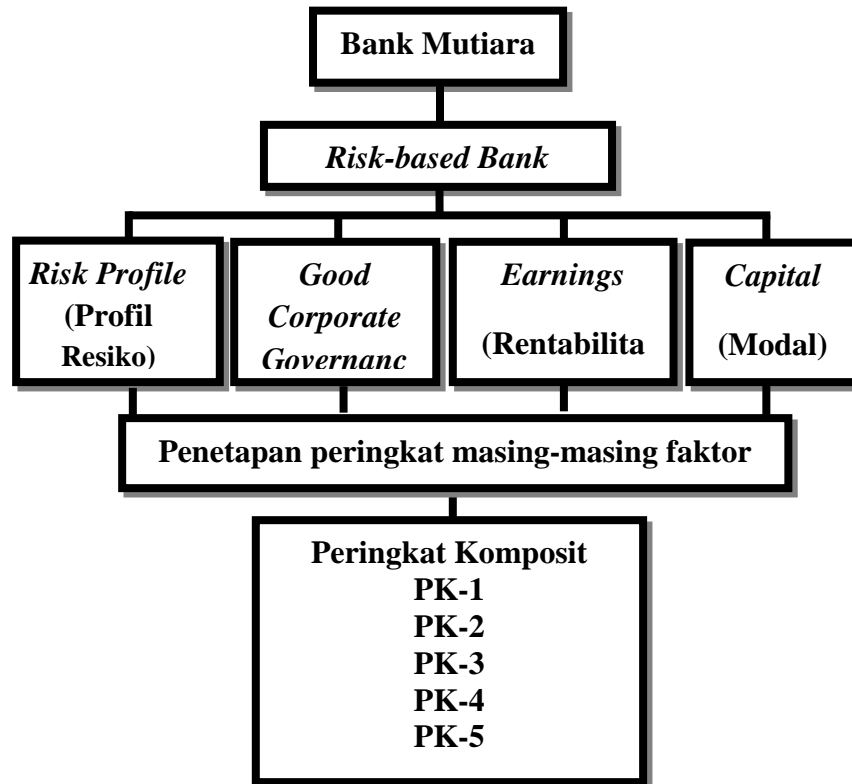 Bank Mutiara
Risk-based Bank
Risk Profile
(Profil
Resiko)
Good
Corporate
Governanc
Earnings
(Rentabilita
Capital
(Modal)
Penetapan peringkat masing-masing faktor
Peringkat Komposit
PK-1
PK-2
PK-3
PK-4
PK-5